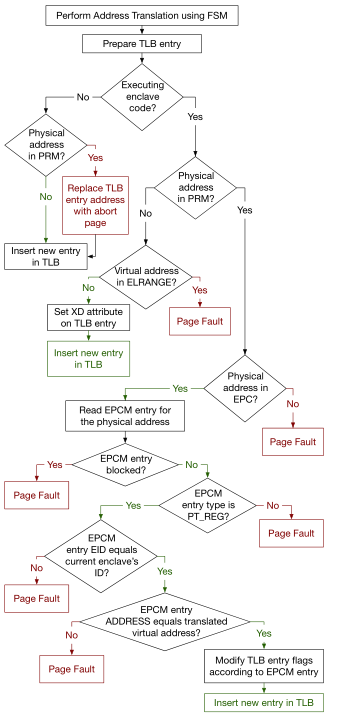 Perform Address Translation using FSM
Prepare TLB entry
Executing
enclave
code?
No
Yes
Physical
address
in PRM?
Yes
No
Replace TLB
entry address
with abort
page
Physical
address
in PRM?
No
Yes
Insert new entry
in TLB
Virtual address
in ELRANGE?
No
Yes
Set XD attribute
on TLB entry
Page Fault
Insert new entry
in TLB
Physical
address in
EPC?
Yes
No
Read EPCM entry for
the physical address
Page Fault
EPCM entry
blocked?
Yes
No
Page Fault
EPCM
entry type is
PT_REG?
Yes
No
Page Fault
EPCM
entry EID equals
current enclave's
ID?
No
Yes
Page Fault
EPCM entry
ADDRESS equals translated
virtual address?
No
Yes
Page Fault
Modify TLB entry flags
according to EPCM entry
Insert new entry in TLB